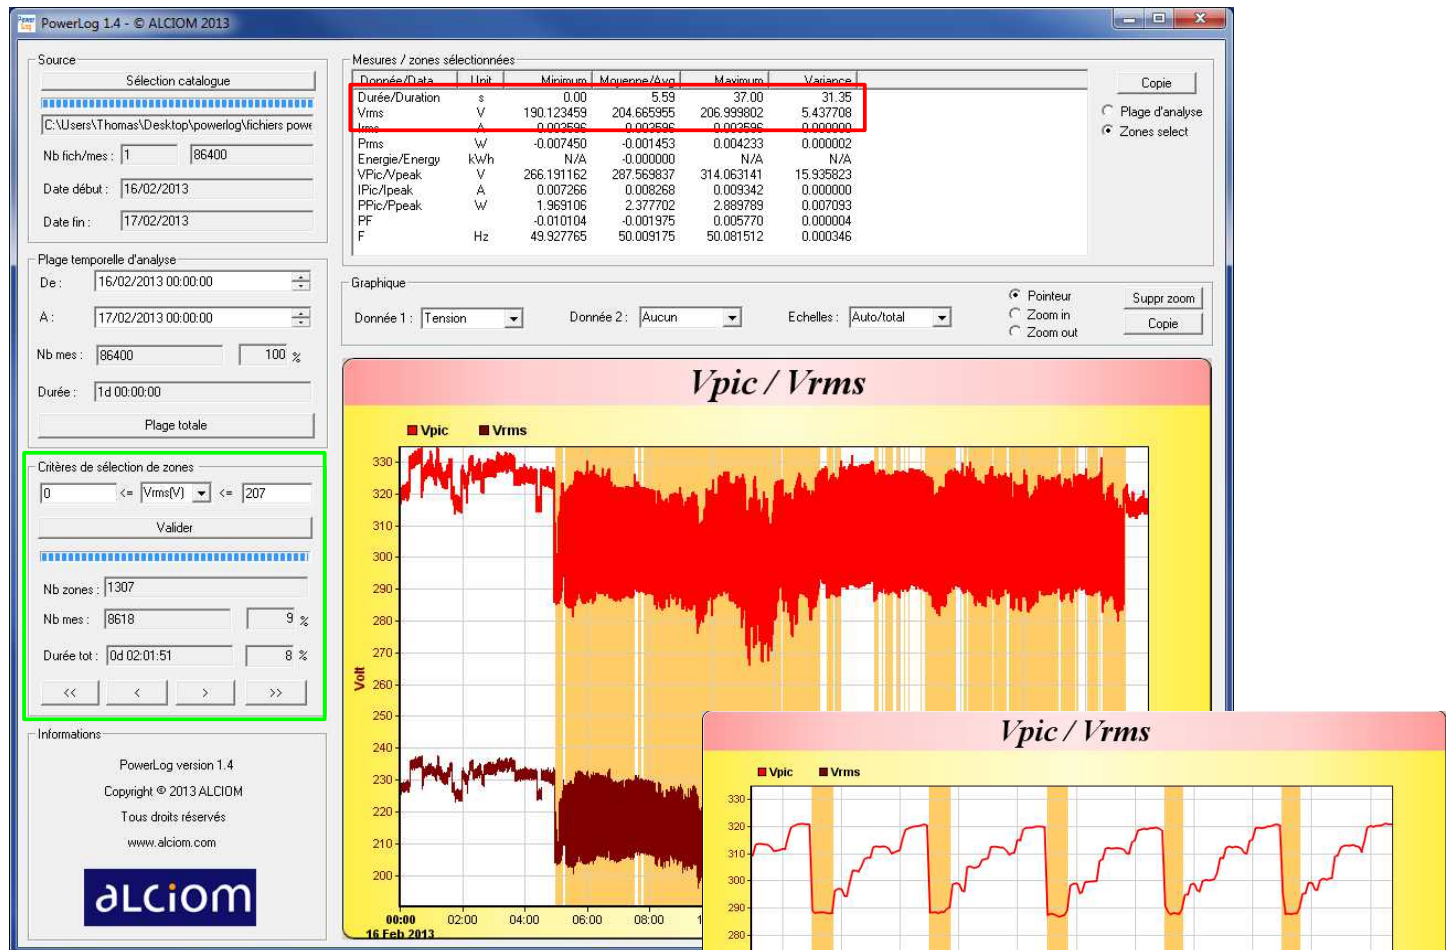 PowerLog 1.4 - © ALCIOM 2013
Source
Sélection catalogue
C:\Users\Thomas\Desktop\powerlog\fichiers powe
Nb fich/mes : 1 86400
Date début : 16/02/2013
Date fin : 17/02/2013
Plage temporelle d'analyse
De : 16/02/2013 00:00:00
A : 17/02/2013 00:00:00
Nb mes : 86400 100 %
Durée : 1d 00:00:00
Plage totale
Critères de sélection de zones
0 <= Vrms(V) <= 207
Valider
Nb zones : 1307
Nb mes : 8618 9 %
Durée tot : 0d 02:01:51 8 %
<< < > >>
Informations
PowerLog version 1.4
Copyright © 2013 ALCIOM
Tous droits réservés
www.alciom.com
aLciom
Mesures / zones sélectionnées
Donnée/Data Unit Minimum Moyenne/Avg Maximum Variance
Durée/Duration s 0.00 5.59 37.00 31.35
Vrms V 190.123459 204.665955 206.999802 5.437708
Irms A 0.003596 0.003596 0.003596 0.000000
Prms W -0.007450 -0.001453 0.004233 0.000002
Energie/Energy kWh N/A -0.000000 N/A N/A
VPic/Vpeak V 266.191162 287.569837 314.063141 15.935823
IPic/Ipeak A 0.007266 0.008268 0.009342 0.000000
PPic/Ppeak W 1.969106 2.377702 2.889789 0.007093
PF -0.010104 -0.001975 0.005770 0.000004
F Hz 49.927765 50.009175 50.081512 0.000346
Copie
Plage d'analyse
Zones select
Graphique
Donnée 1 : Tension Donnée 2 : Aucun Echelles : Auto/total
Pointeur
Zoom in
Zoom out
Suppr zoom
Copie
Vpic / Vrms
Vpic Vrms
330
320
310
300
290
280
270
260
250
240
230
220
210
200
Volt
00:00 02:00 04:00 06:00 08:00 1
16 Feb 2013
Vpic / Vrms
Vpic Vrms
330
320
310
300
290
280